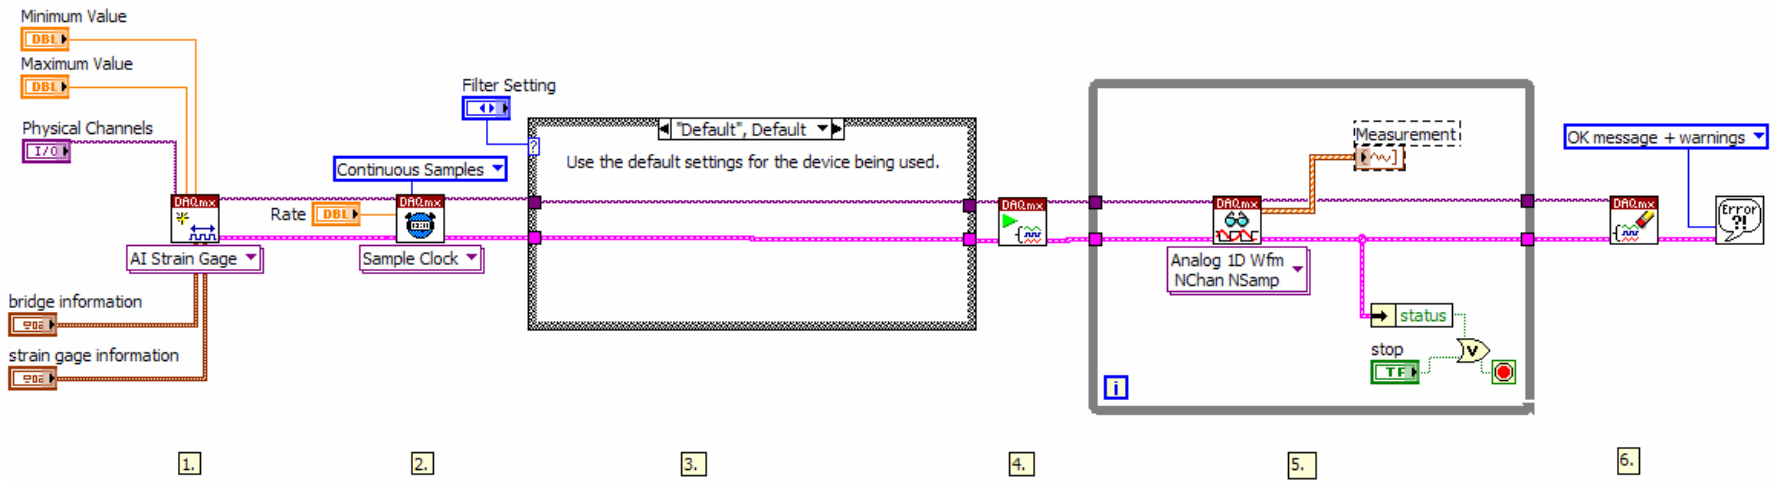 Minimum Value
DBL
Maximum Value
DBL
Physical Channels
I/O
DAQmx
AI Strain Gage
bridge information
strain gage information
Continuous Samples
Rate
DBL
DAQmx
Sample Clock
Filter Setting
?
"Default", Default
Use the default settings for the device being used.
DAQmx
DAQmx
Analog 1D Wfm
NChan NSamp
Measurement
status
stop
TF
V
i
OK message + warnings
DAQmx
Error
?!
1.
2.
3.
4.
5.
6.